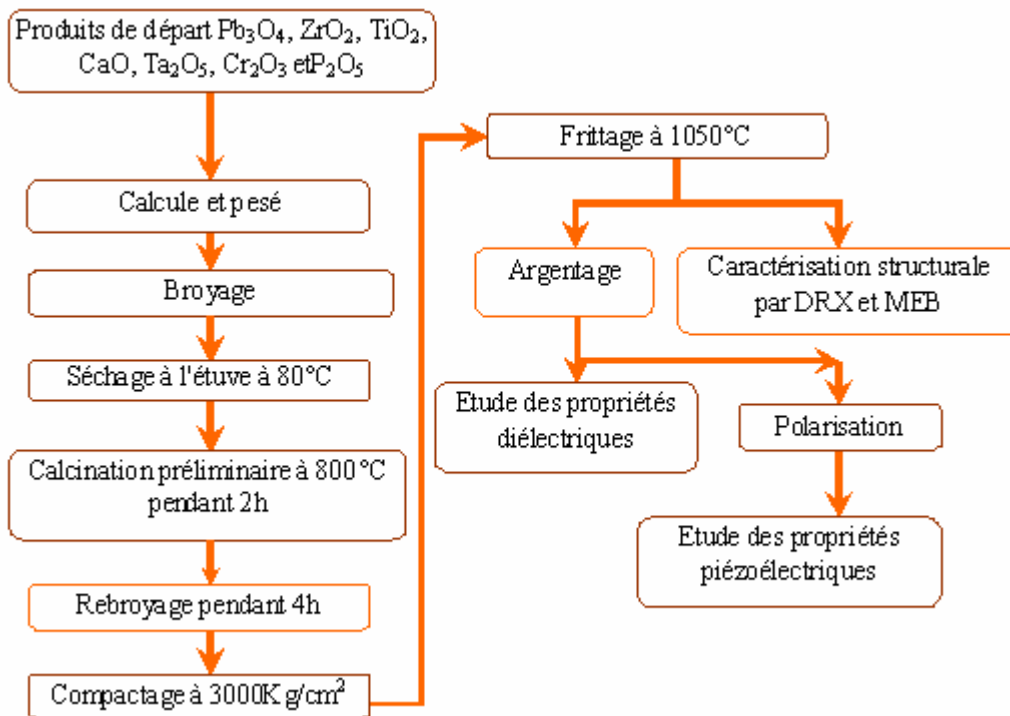 Produits de départ Pb₃O₄, ZrO₂, TiO₂,
CaO, Ta₂O₅, Cr₂O₃ etP₂O₅
Calcule et pesé
Broyage
Séchage à l'étuve à 80°C
Calcination préliminaire à 800°C
pendant 2h
Rebroyage pendant 4h
Compactage à 3000Kg/cm²
Frittage à 1050°C
Argentage
Caractérisation structurale
par DRX et MEB
Etude des propriétés
diélectriques
Polarisation
Etude des propriétés
piézoélectriques